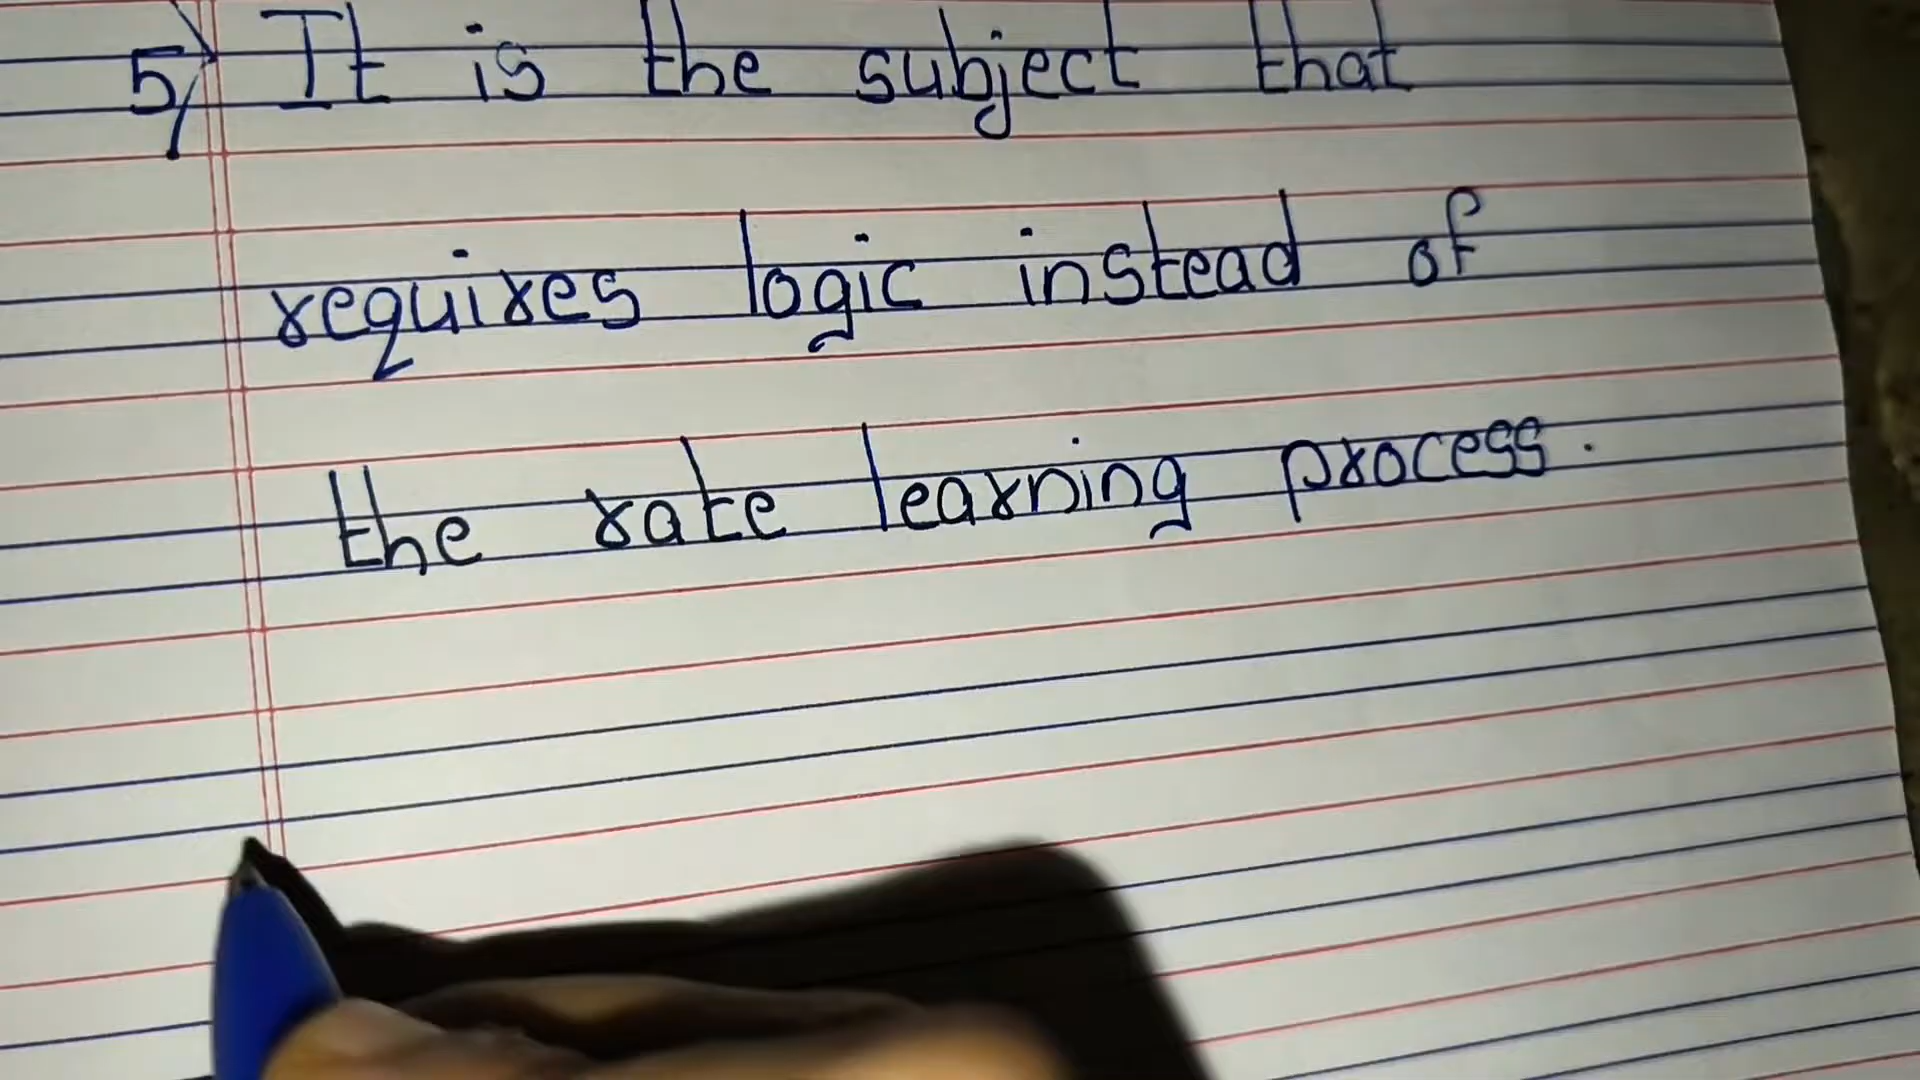 5) It is the subject that
requires logic instead of
the rate learning process.